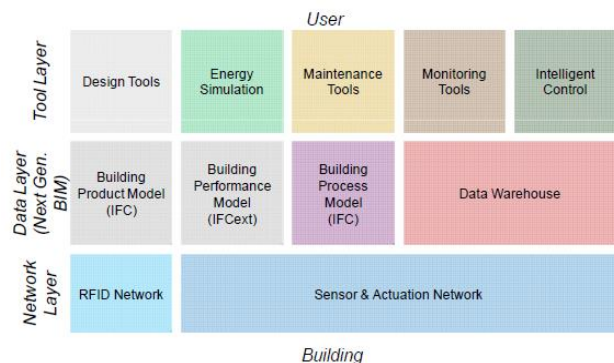 User
Tool Layer
Design Tools
Energy
Simulation
Maintenance
Tools
Monitoring
Tools
Intelligent
Control
Data Layer
(Next Gen.
BIM)
Building
Product Model
(IFC)
Building
Performance
Model
(IFCext)
Building
Process
Model
(IFC)
Data Warehouse
Network
Layer
RFID Network
Sensor & Actuation Network
Building